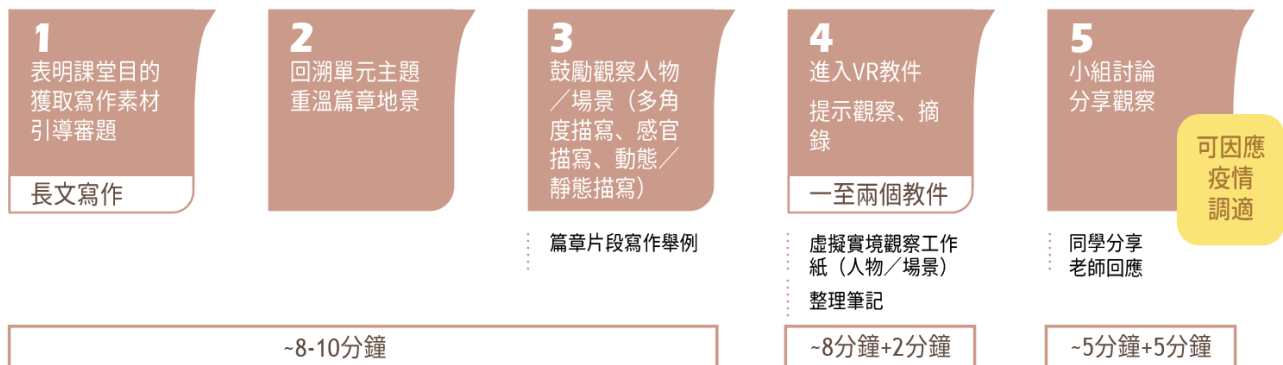 1
表明課堂目的
獲取寫作素材
引導審題
長文寫作
2
回溯單元主題
重溫篇章地景
3
鼓勵觀察人物
／場景（多角
度描寫、感官
描寫、動態／
靜態描寫）
篇章片段寫作舉例
4
進入VR教件
提示觀察、摘
錄
一至兩個教件
虛擬實境觀察工作
紙（人物／場景）
整理筆記
5
小組討論
分享觀察
可因應
疫情
調適
同學分享
老師回應
~8-10分鐘
~8分鐘+2分鐘
~5分鐘+5分鐘